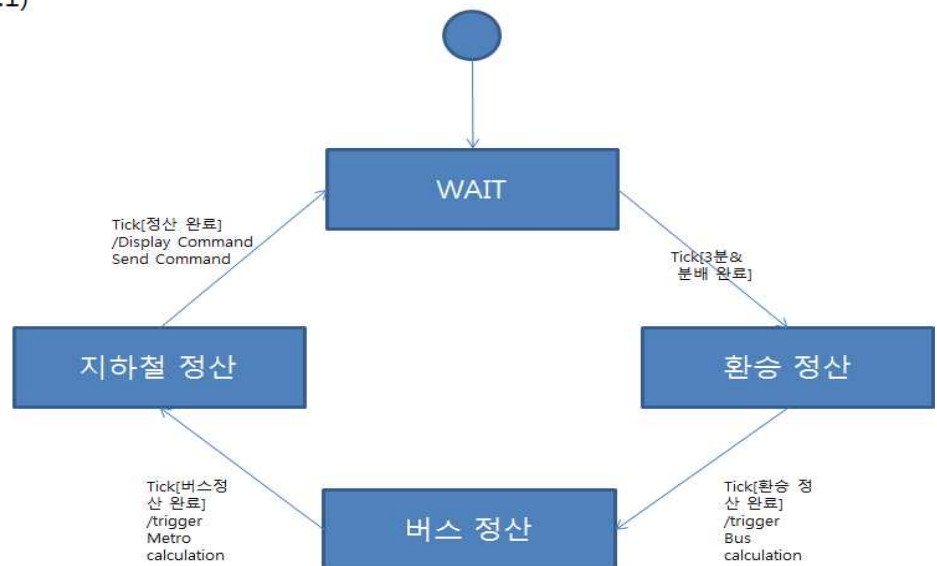 WAIT
Tick[정산 완료]
/Display Command
Send Command
Tick[3분&
분배 완료]
지하철 정산
환승 정산
Tick[버스정
산 완료]
/trigger
Metro
calculation
버스 정산
Tick[환승 정
산 완료]
/trigger
Bus
calculation